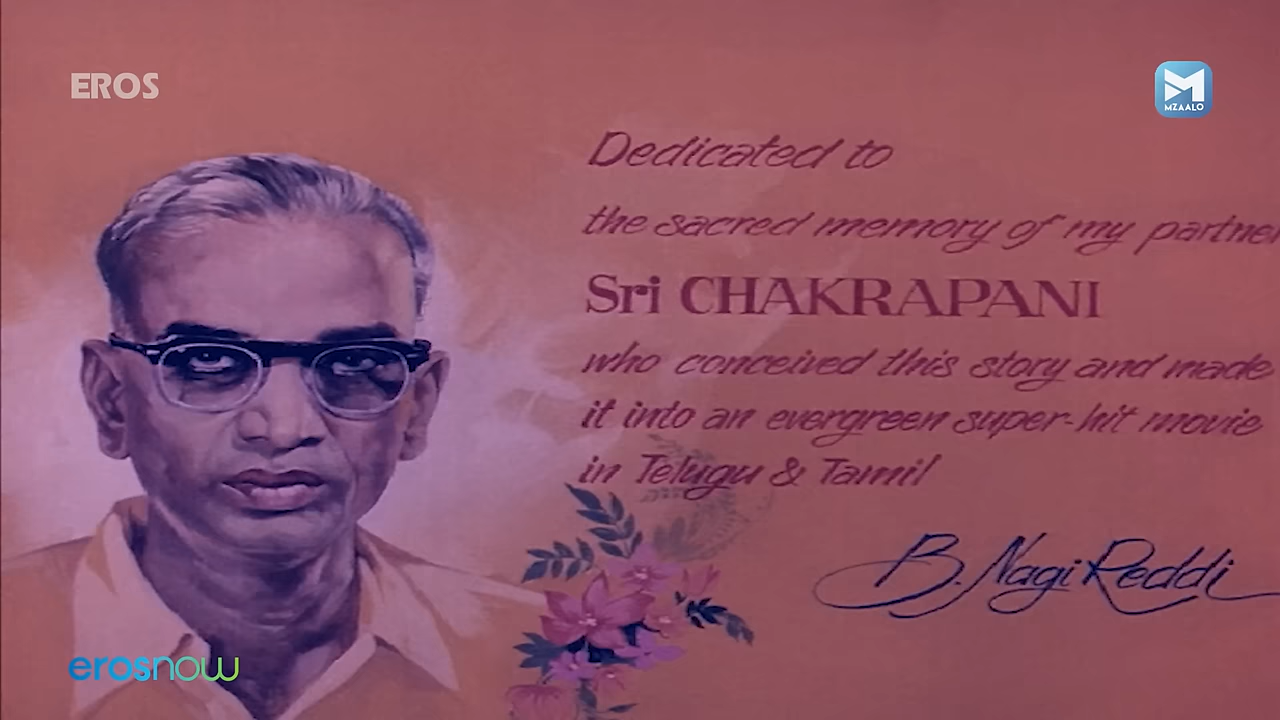 EROS
MZAALO
Dedicated to
the sacred memory of my partner
Sri CHAKRAPANI
who conceived this story and made
it into an evergreen super-hit movie
in Telugu & Tamil
B. Nagi Reddi
erosnow